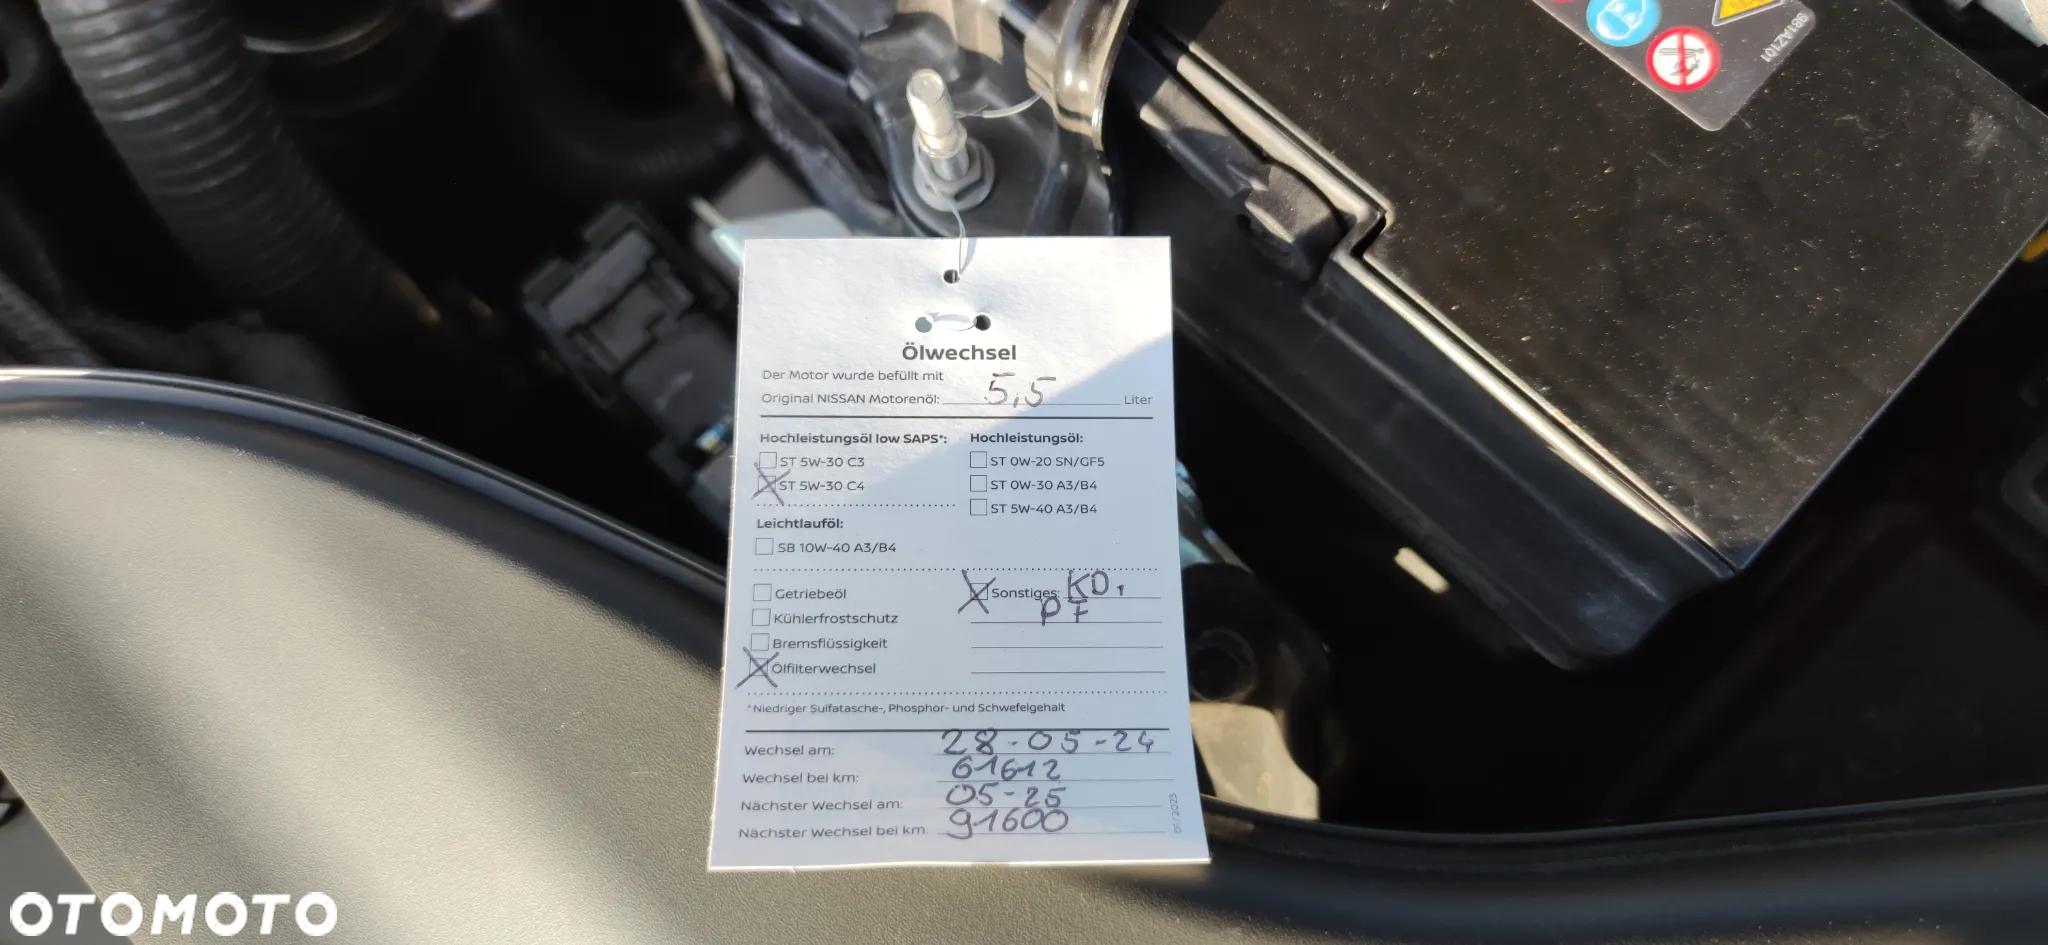 981AZ101
Ölwechsel
Der Motor wurde befüllt mit
Original NISSAN Motorenöl: 5,5 Liter
Hochleistungsöl low SAPS*:
ST 5W-30 C3
ST 5W-30 C4
Hochleistungsöl:
ST 0W-20 SN/GF5
ST 0W-30 A3/B4
ST 5W-40 A3/B4
Leichtlauföl:
SB 10W-40 A3/B4
Getriebeöl
Kühlerfrostschutz
Bremsflüssigkeit
Ölfilterwechsel
Sonstiges: KD,
PF
*Niedriger Sulfatasche-, Phosphor- und Schwefelgehalt
Wechsel am: 28-05-24
Wechsel bei km: 61612
Nächster Wechsel am: 05-25
Nächster Wechsel bei km: 91600
01/2023
OTOMOTO